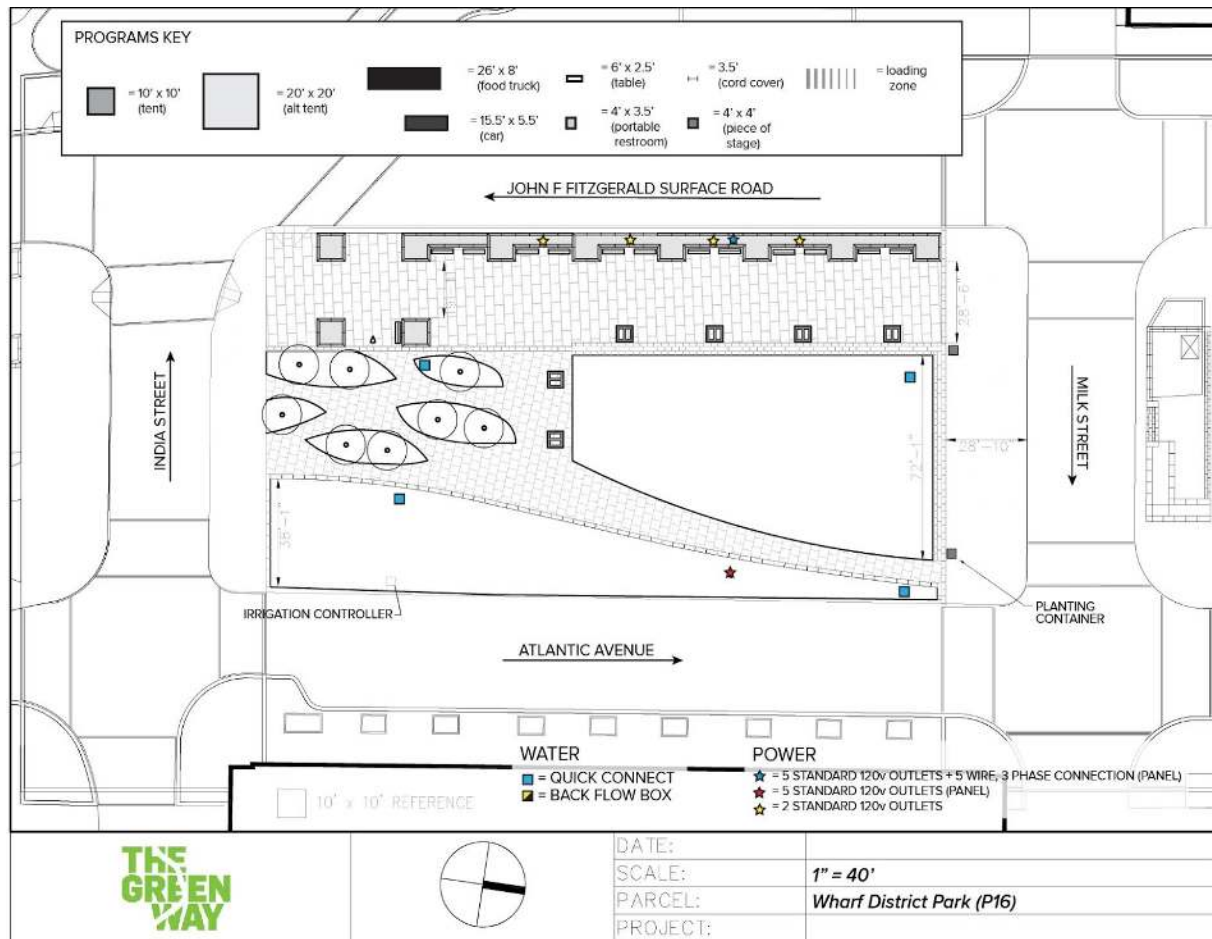 PROGRAMS KEY
= 10' x 10'
(tent)
= 20' x 20'
(alt tent)
= 26' x 8'
(food truck)
= 15.5' x 5.5'
(car)
= 6' x 2.5'
(table)
= 4' x 3.5'
(portable
restroom)
= 3.5'
(cord cover)
= 4' x 4'
(piece of
stage)
= loading
zone
JOHN F FITZGERALD SURFACE ROAD
28'-6"
INDIA STREET
MILK STREET
28'-10"
72'-1"
38'-1"
IRRIGATION CONTROLLER
PLANTING
CONTAINER
ATLANTIC AVENUE
WATER
= QUICK CONNECT
= BACK FLOW BOX
POWER
= 5 STANDARD 120v OUTLETS + 5 WIRE, 3 PHASE CONNECTION (PANEL)
= 5 STANDARD 120v OUTLETS (PANEL)
= 2 STANDARD 120v OUTLETS
10' x 10' REFERENCE
THE
GREEN
WAY
DATE:
SCALE: 1" = 40'
PARCEL: Wharf District Park (P16)
PROJECT: